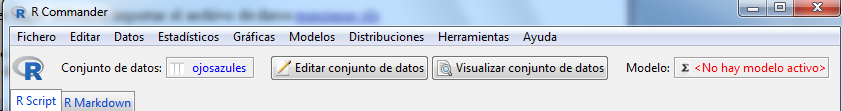 R Commander
Fichero Editar Datos Estadísticos Gráficas Modelos Distribuciones Herramientas Ayuda
R Conjunto de datos: ojosazules Editar conjunto de datos Visualizar conjunto de datos Modelo: Σ <No hay modelo activo>
R Script R Markdown